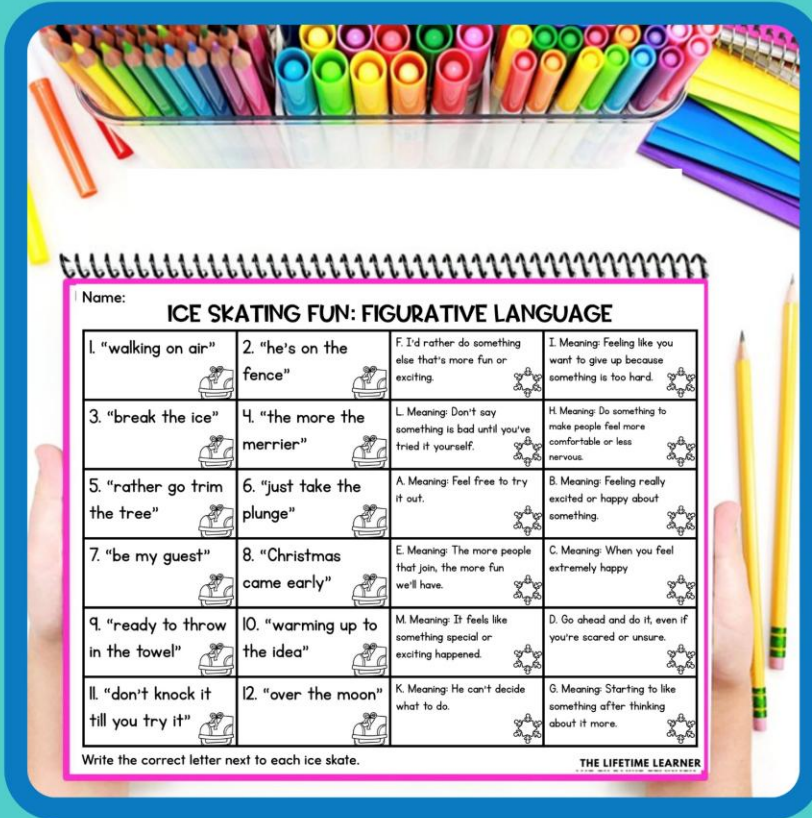 Name:
ICE SKATING FUN: FIGURATIVE LANGUAGE
1. "walking on air"
2. "he's on the
fence"
F. I'd rather do something
else that's more fun or
exciting.
I. Meaning: Feeling like you
want to give up because
something is too hard.
3. "break the ice"
4. "the more the
merrier"
L. Meaning: Don't say
something is bad until you've
tried it yourself.
H. Meaning: Do something to
make people feel more
comfortable or less
nervous.
5. "rather go trim
the tree"
6. "just take the
plunge"
A. Meaning: Feel free to try
it out.
B. Meaning: Feeling really
excited or happy about
something.
7. "be my guest"
8. "Christmas
came early"
E. Meaning: The more people
that join, the more fun
we'll have.
C. Meaning: When you feel
extremely happy
9. "ready to throw
in the towel"
10. "warming up to
the idea"
M. Meaning: It feels like
something special or
exciting happened.
D. Go ahead and do it, even if
you're scared or unsure.
11. "don't knock it
till you try it"
12. "over the moon"
K. Meaning: He can't decide
what to do.
G. Meaning: Starting to like
something after thinking
about it more.
Write the correct letter next to each ice skate.
THE LIFETIME LEARNER